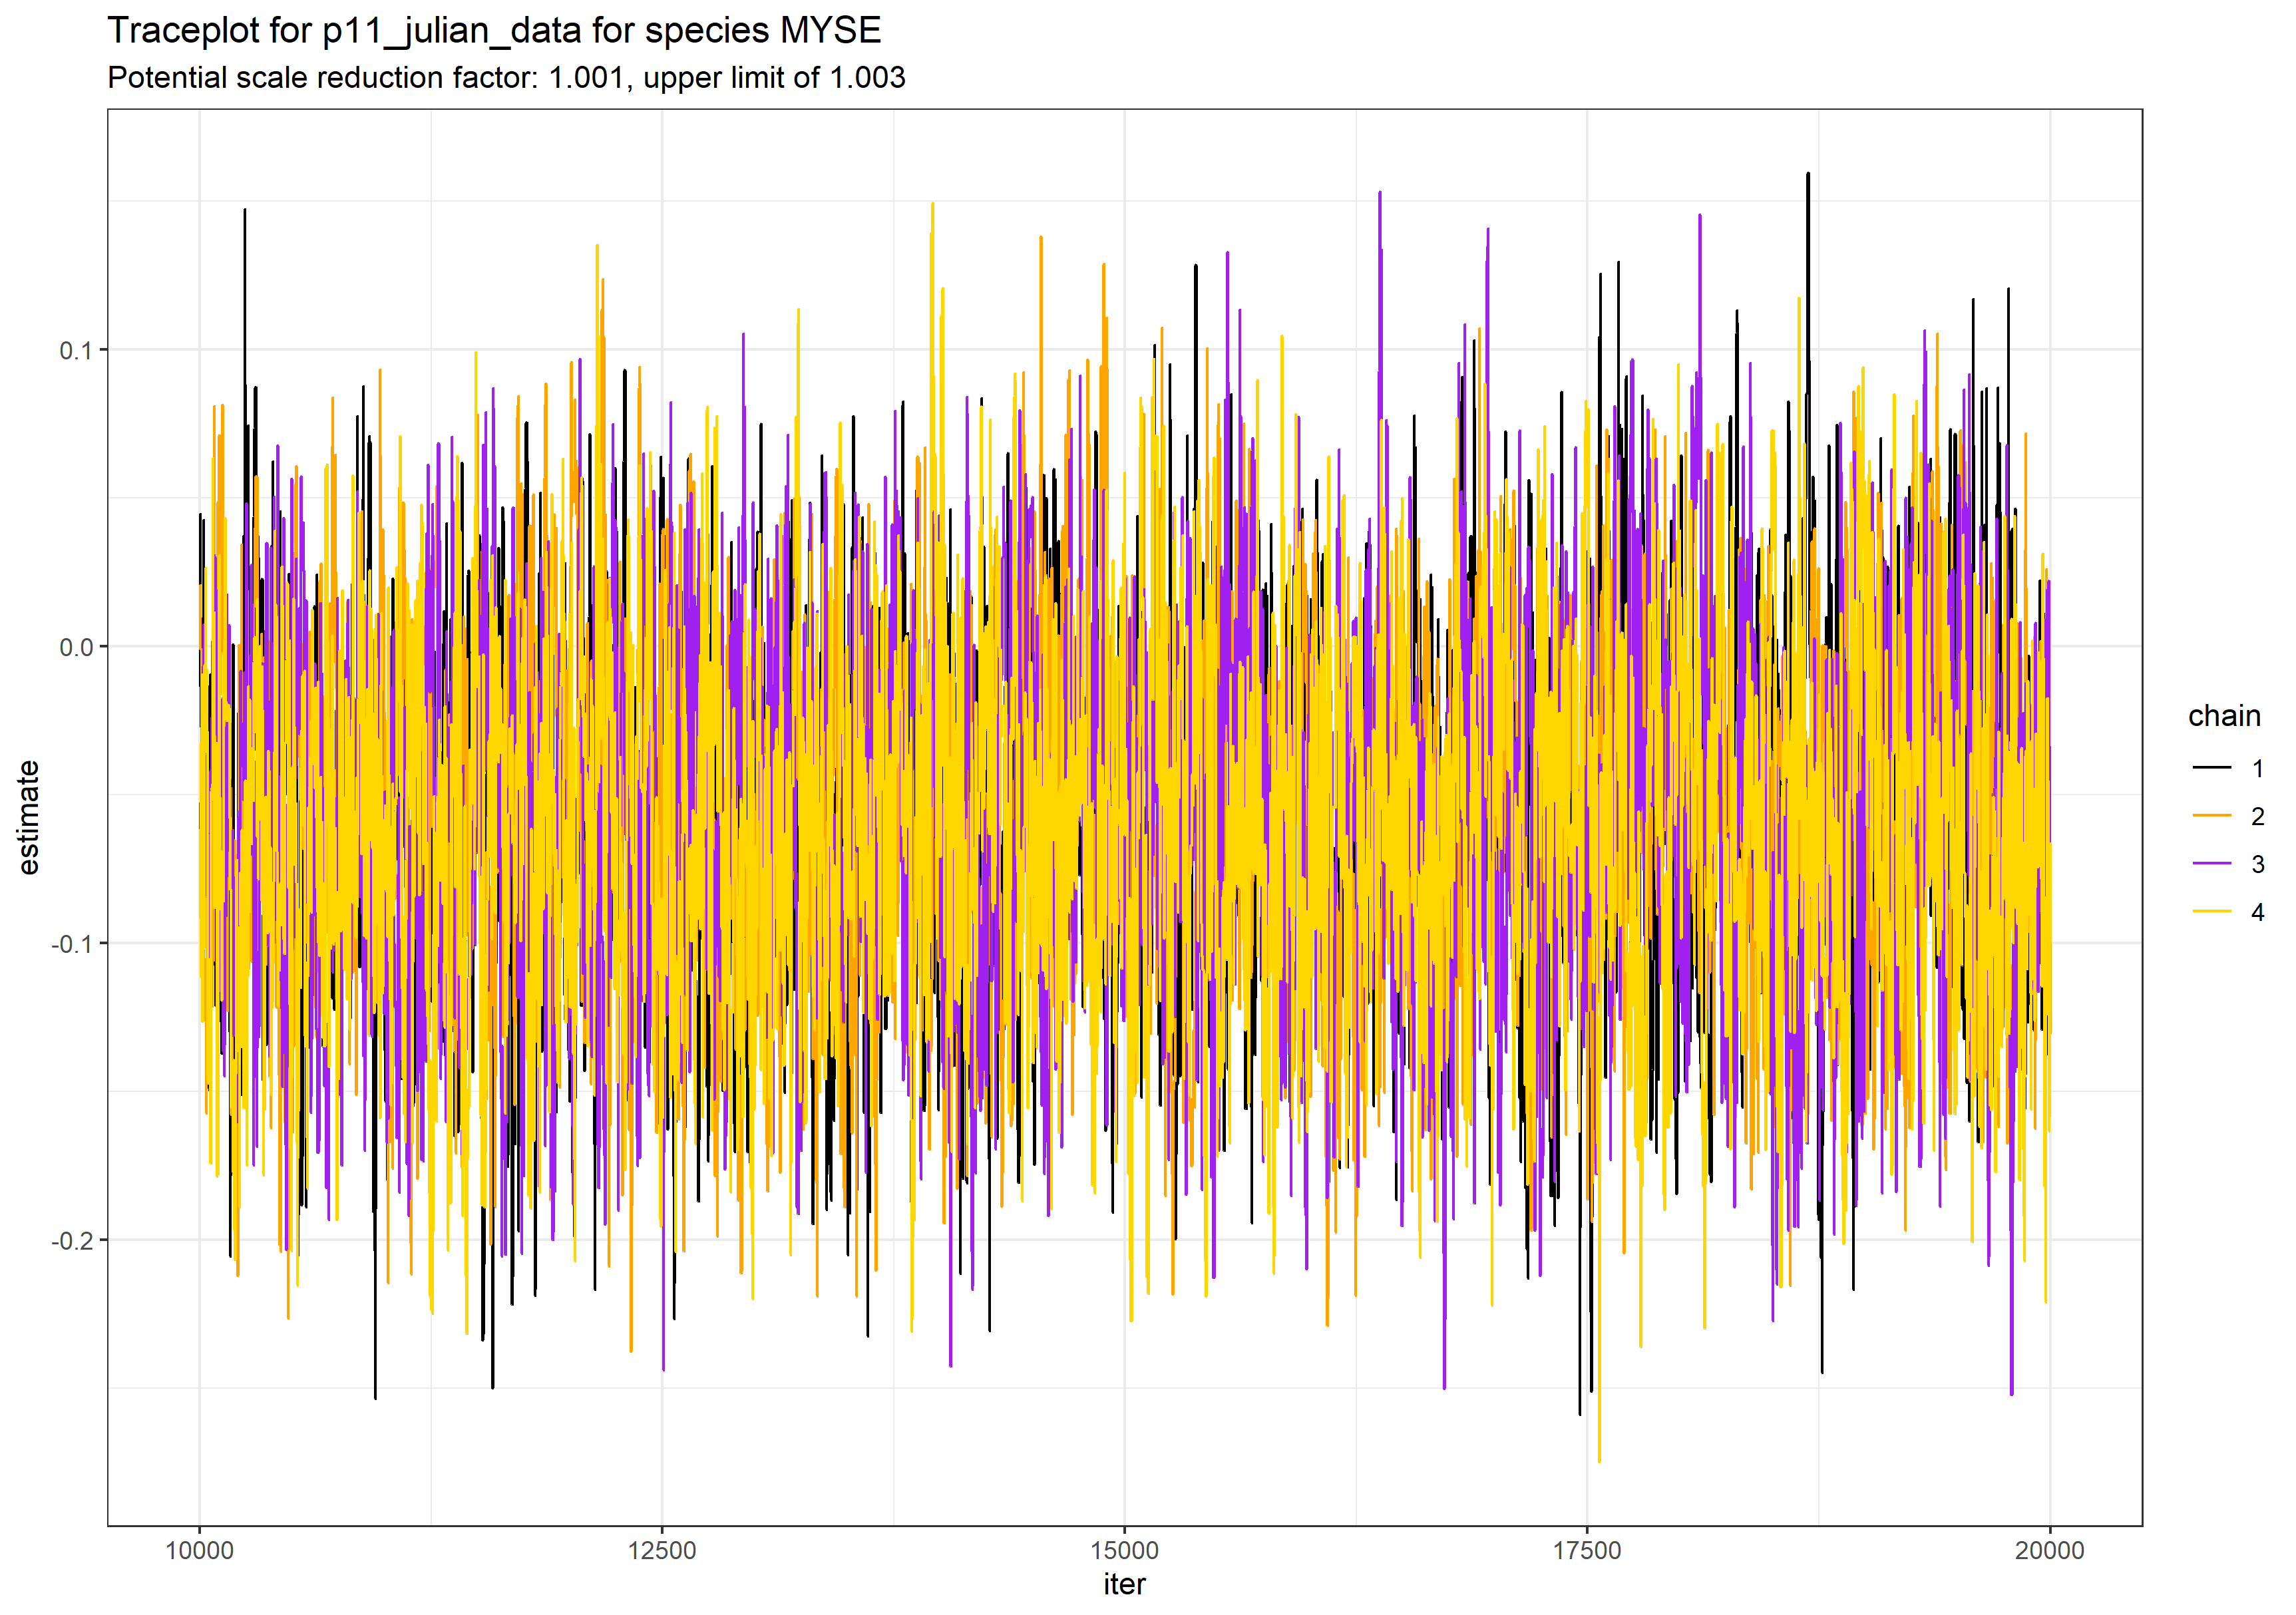 Traceplot for p11_julian_data for species MYSE
Potential scale reduction factor: 1.001, upper limit of 1.003
estimate
0.1
0.0
-0.1
-0.2
10000 12500 15000 17500 20000
iter
chain
1
2
3
4